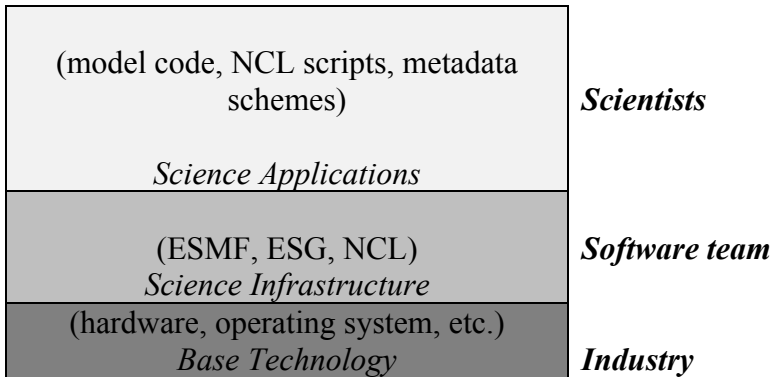 (model code, NCL scripts, metadata
schemes)
Scientists
Science Applications
(ESMF, ESG, NCL)
Software team
Science Infrastructure
(hardware, operating system, etc.)
Base Technology
Industry